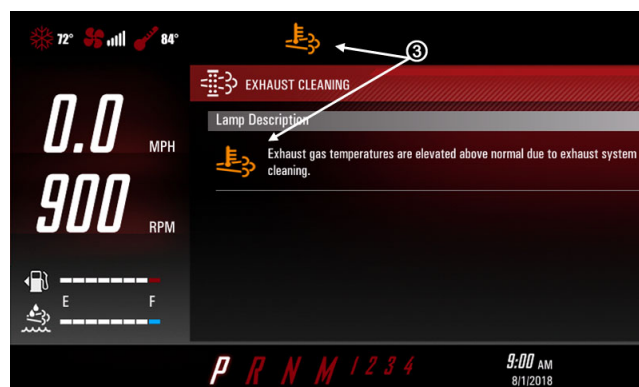 72° 84°
3
EXHAUST CLEANING
Lamp Description
Exhaust gas temperatures are elevated above normal due to exhaust system
cleaning.
0.0 MPH
900 RPM
E F
P R N M 1 2 3 4
9:00 AM
8/1/2018